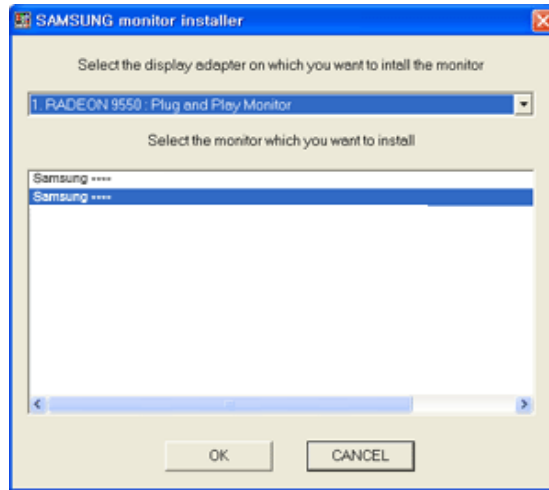 SAMSUNG monitor installer
Select the display adapter on which you want to intall the monitor
1. RADEON 9550 : Plug and Play Monitor
Select the monitor which you want to install
Samsung ----
Samsung ----
OK
CANCEL